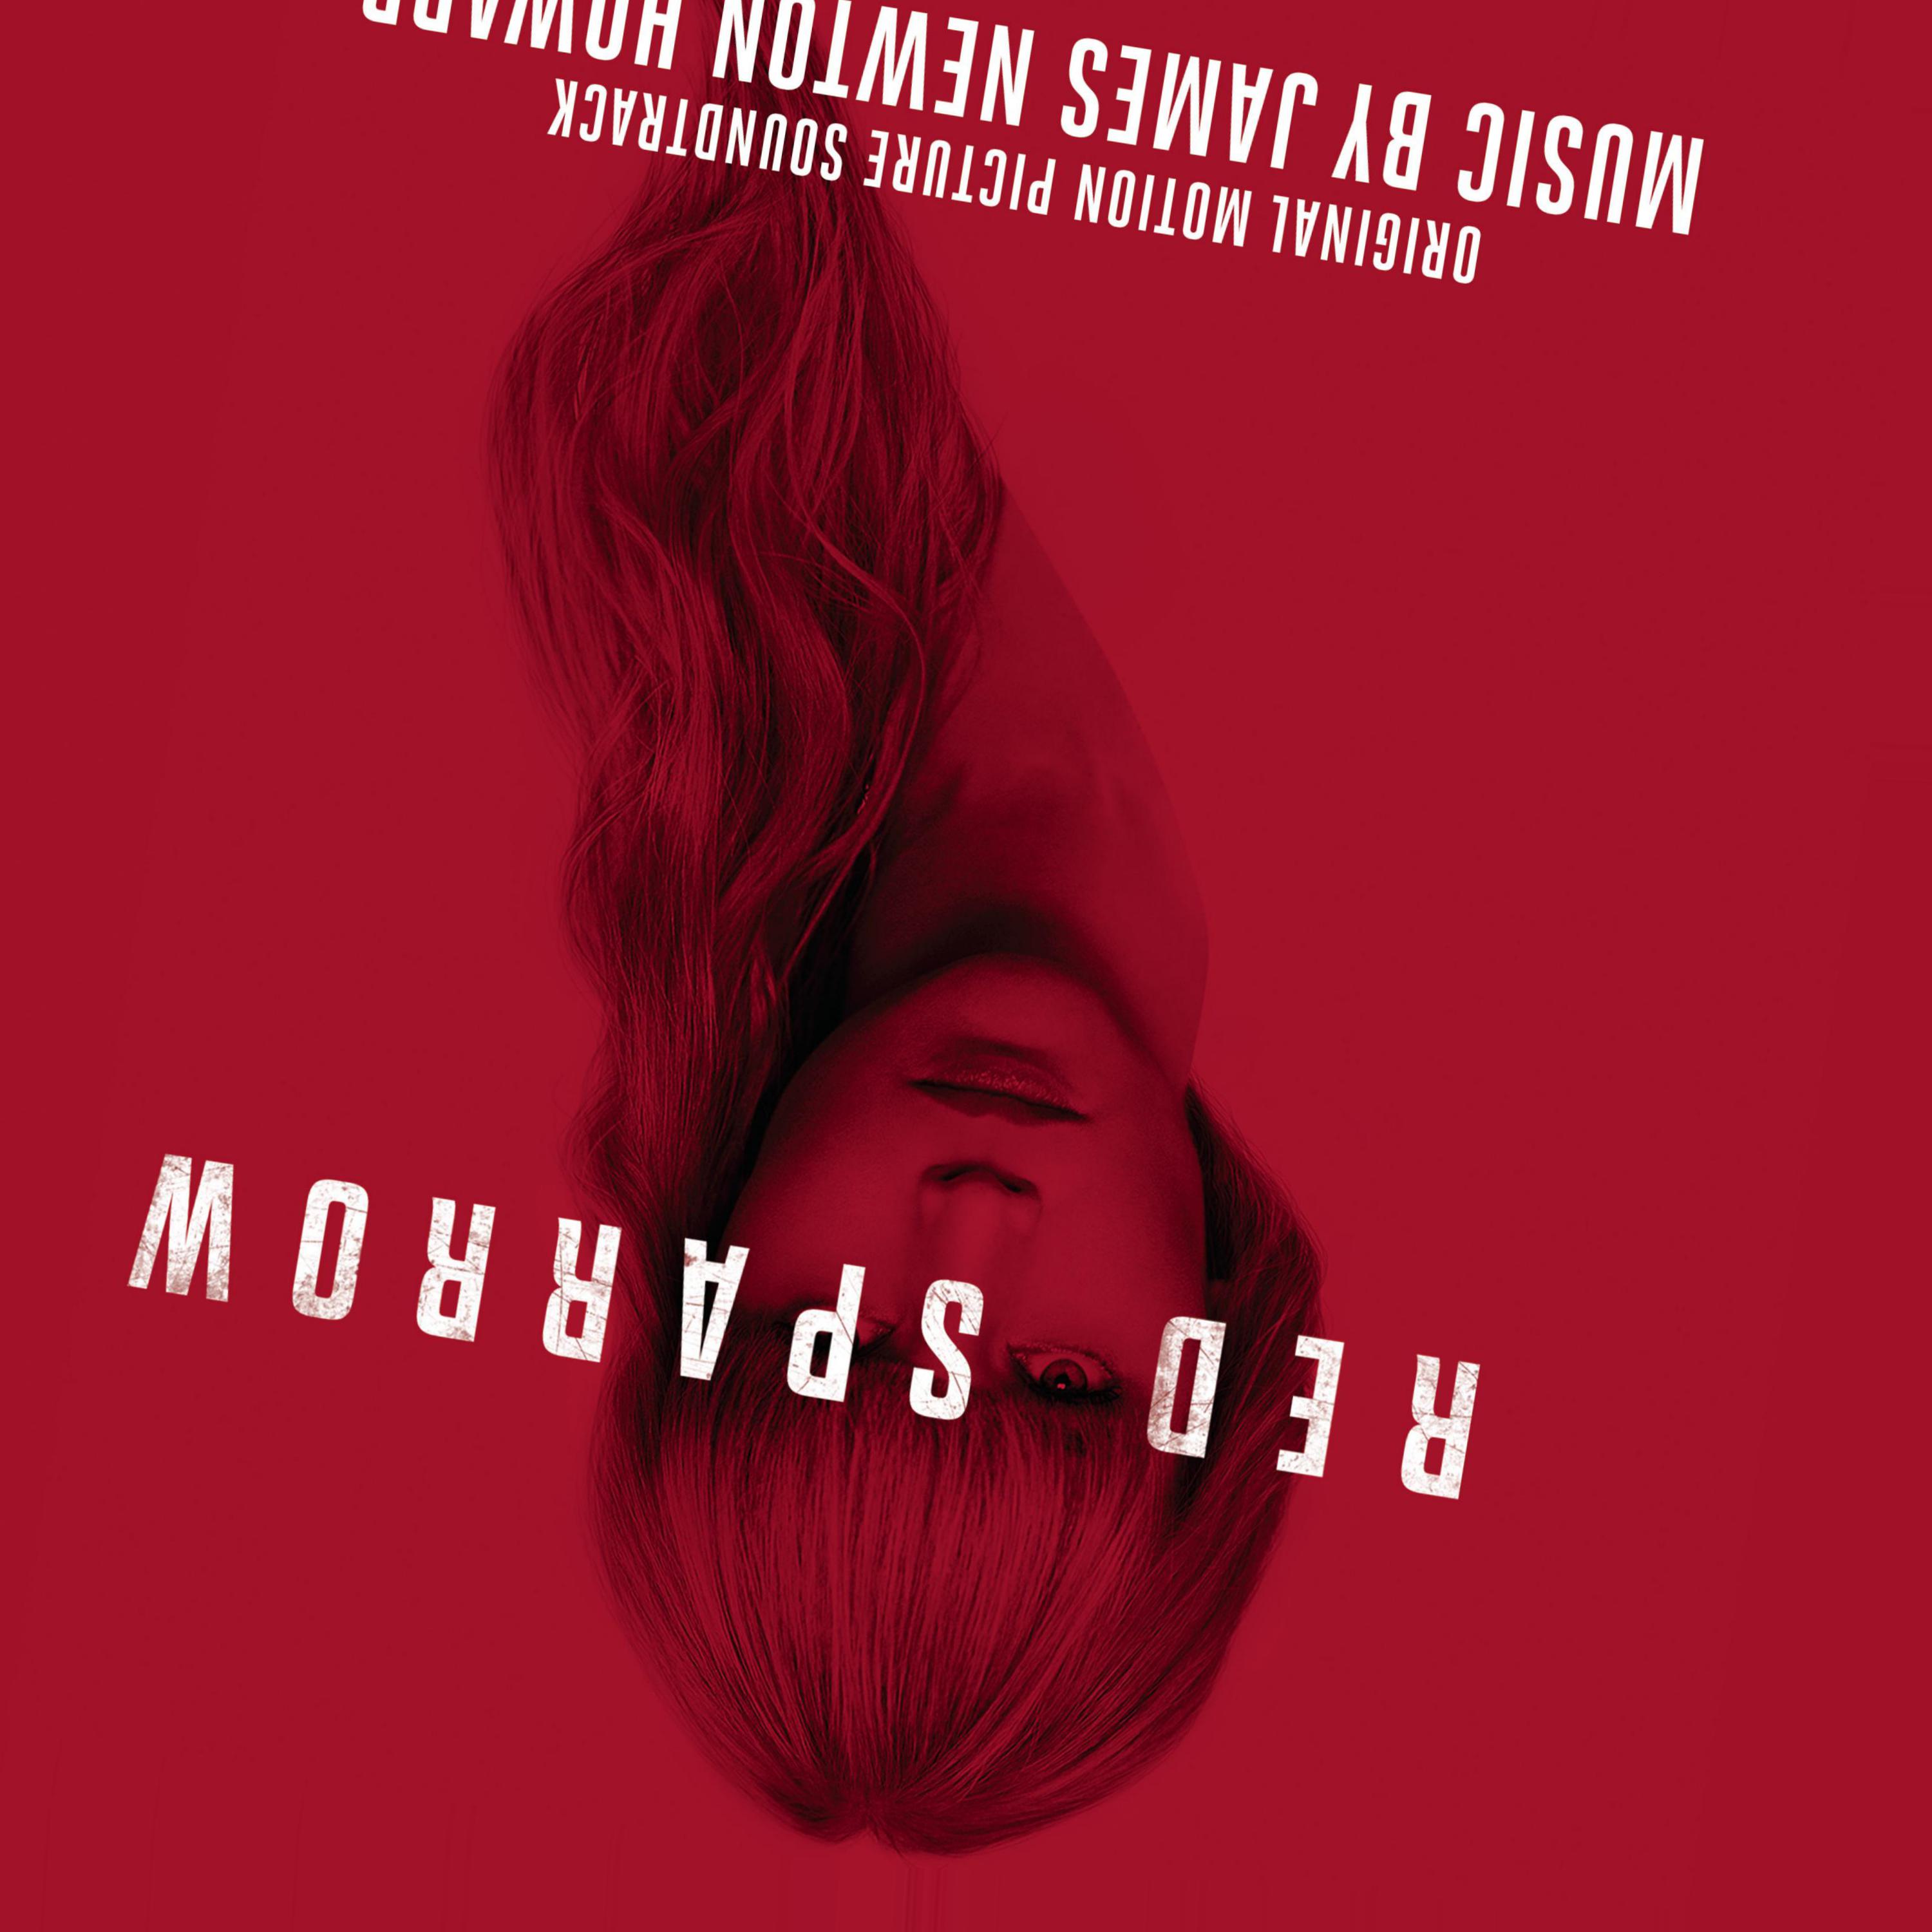 RED SPARROW
ORIGINAL MOTION PICTURE SOUNDTRACK
MUSIC BY JAMES NEWTON HOWARD